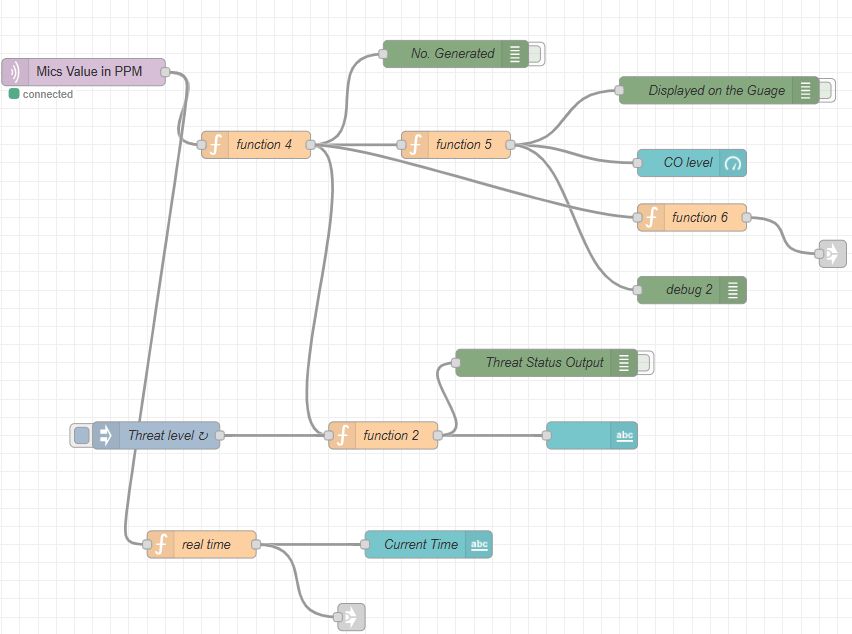 No. Generated
Mics Value in PPM
connected
Displayed on the Guage
function 4
function 5
CO level
function 6
debug 2
Threat Status Output
Threat level ↻
function 2
abc
real time
Current Time
abc